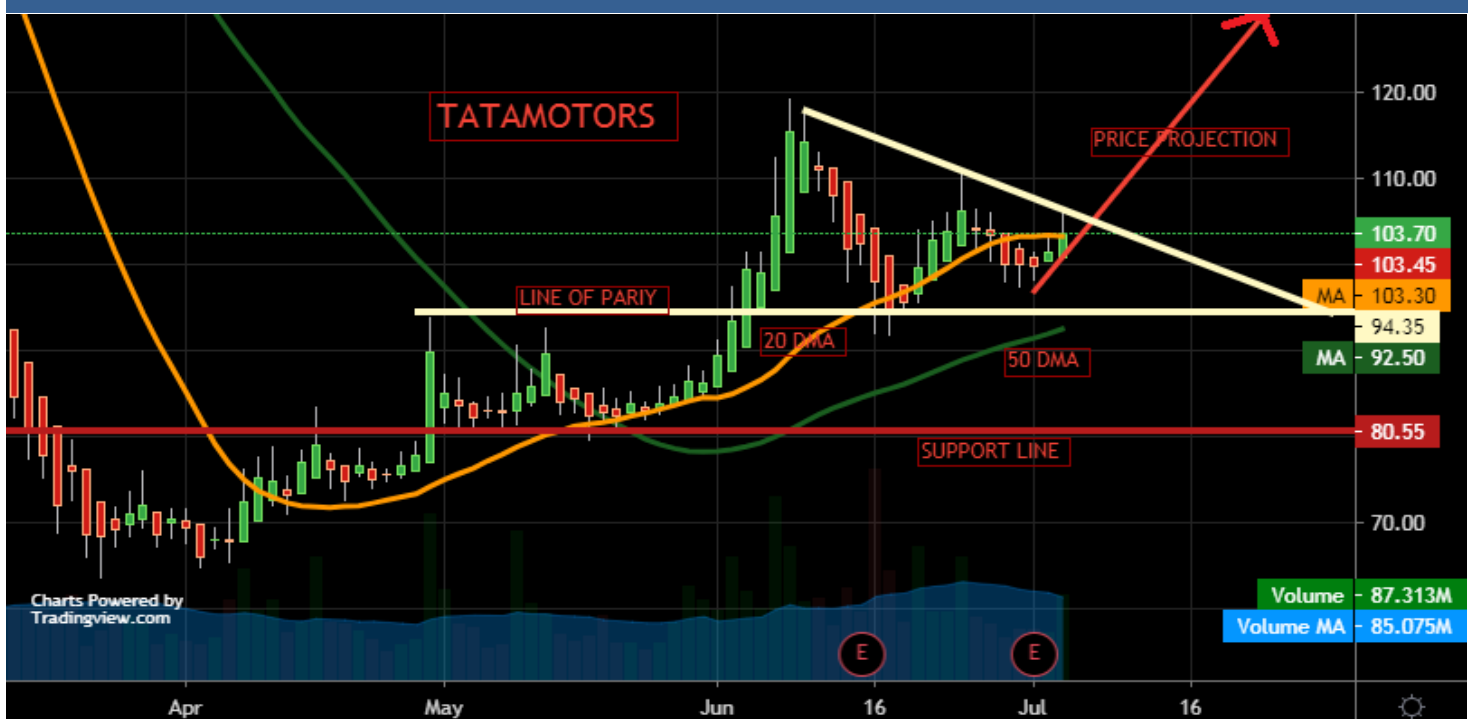 TATAMOTORS
PRICE PROJECTION
LINE OF PARIY
20 DMA
50 DMA
SUPPORT LINE
120.00
110.00
103.70
103.45
MA 103.30
94.35
MA 92.50
80.55
70.00
Volume 87.313M
Volume MA 85.075M
Charts Powered by
Tradingview.com
E E
Apr May Jun 16 Jul 16